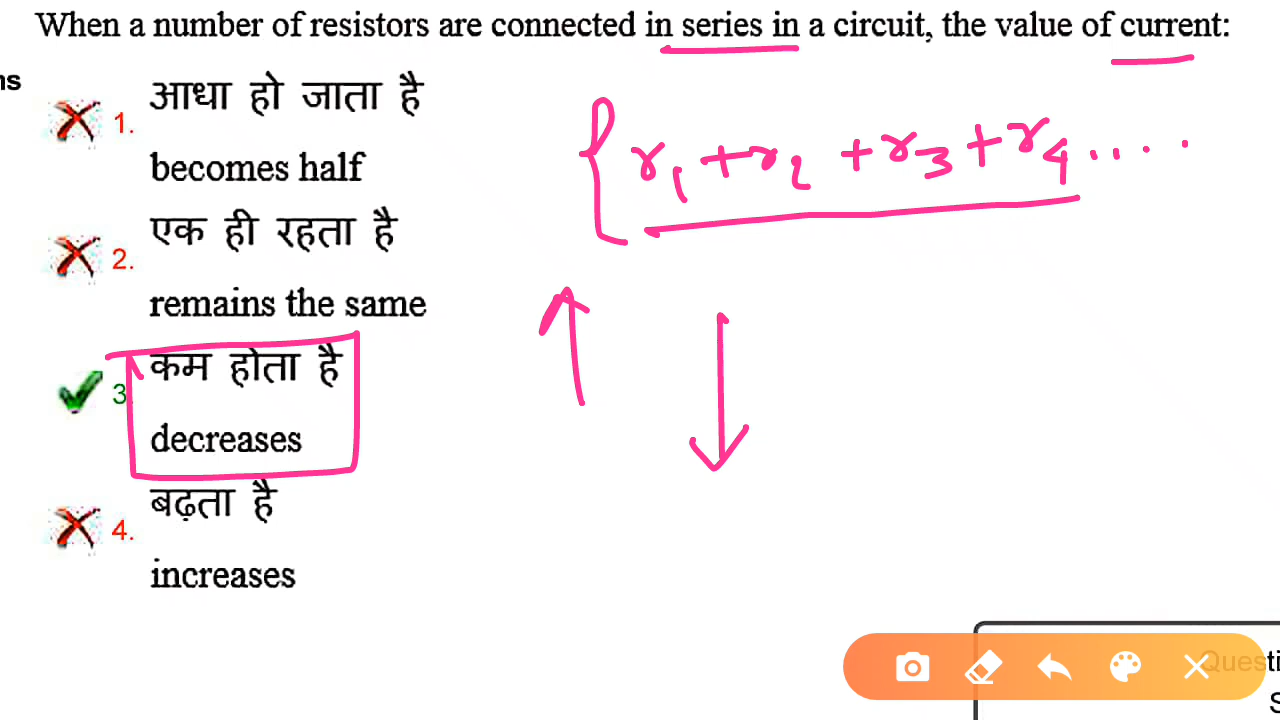 When a number of resistors are connected in series in a circuit, the value of current:
ns
1. आधा हो जाता है
becomes half
{ r1 + r2 + r3 + r4 ....
2. एक ही रहता है
remains the same
3. कम होता है
decreases
4. बढ़ता है
increases
Questi
S